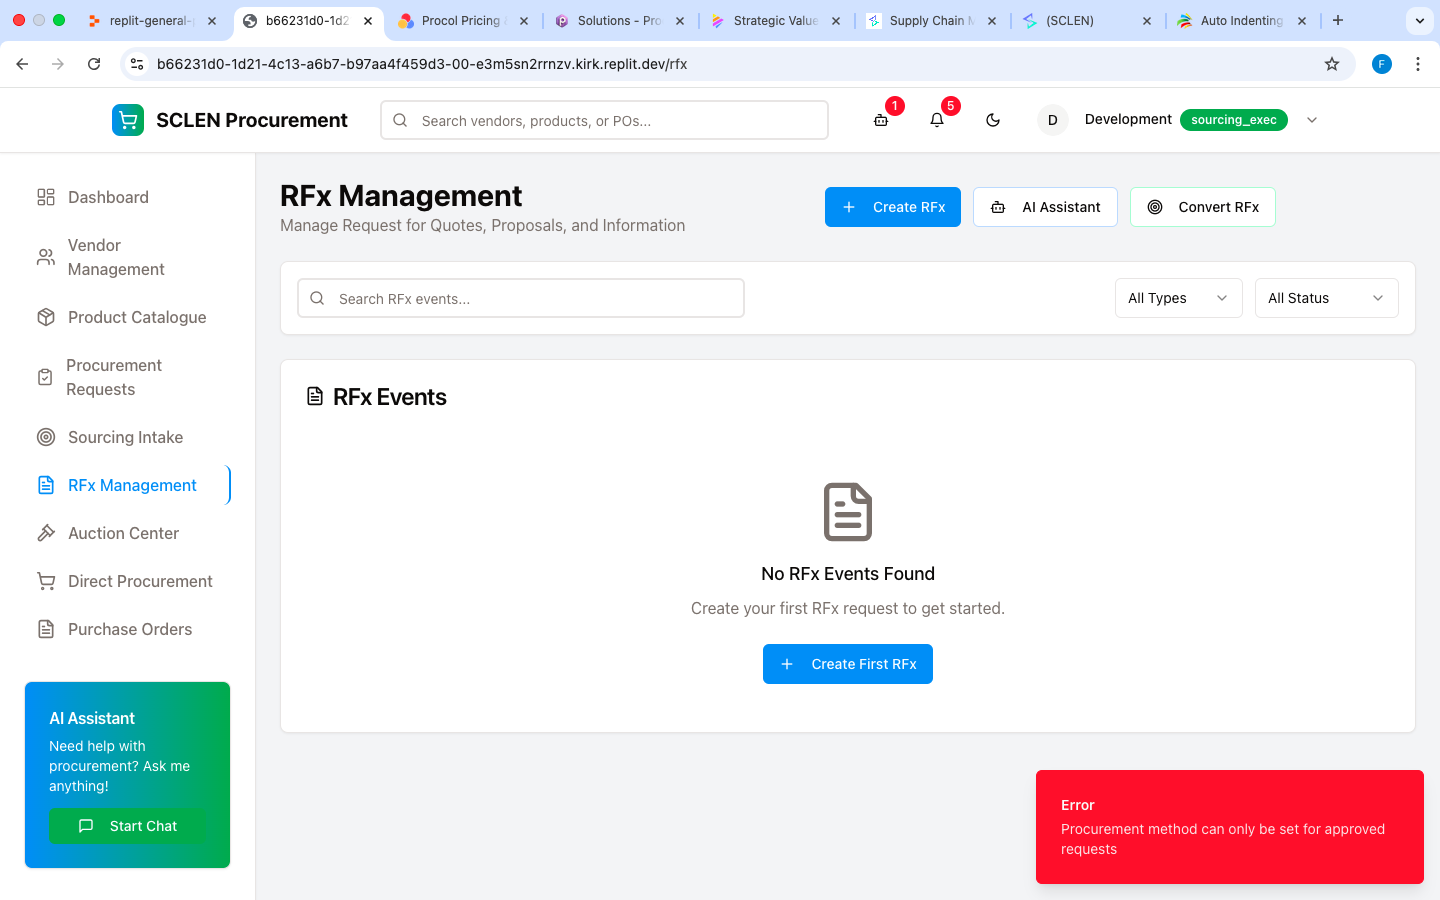 replit-general-
b66231d0-1d2
Procol Pricing
Solutions - Pro
Strategic Value
Supply Chain M
(SCLEN)
Auto Indenting
b66231d0-1d21-4c13-a6b7-b97aa4f459d3-00-e3m5sn2rrnzv.kirk.replit.dev/rfx
F
SCLEN Procurement
Search vendors, products, or POs...
1
5
D
Development
sourcing_exec
Dashboard
Vendor
Management
Product Catalogue
Procurement
Requests
Sourcing Intake
RFx Management
Auction Center
Direct Procurement
Purchase Orders
AI Assistant
Need help with
procurement? Ask me
anything!
Start Chat
RFx Management
Manage Request for Quotes, Proposals, and Information
Create RFx
AI Assistant
Convert RFx
Search RFx events...
All Types
All Status
RFx Events
No RFx Events Found
Create your first RFx request to get started.
Create First RFx
Error
Procurement method can only be set for approved
requests